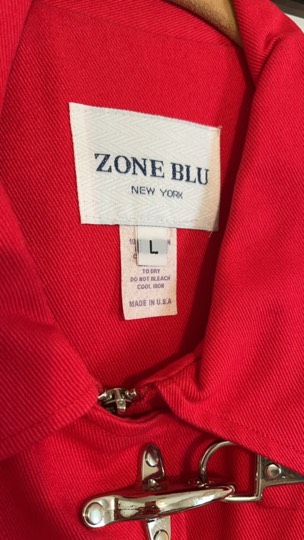 ZONE BLU
NEW YORK
L
TO DRY
DO NOT BLEACH
COOL IRON
MADE IN U.S.A